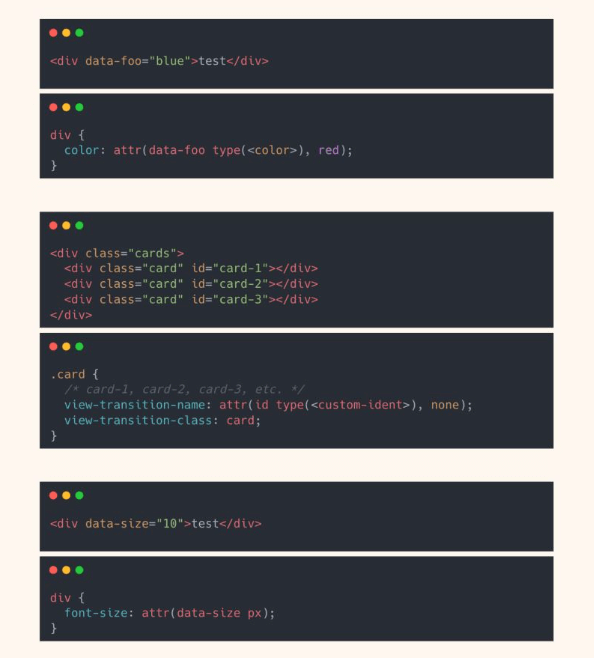 <div data-foo="blue">test</div>
div {
  color: attr(data-foo type(<color>), red);
}
<div class="cards">
  <div class="card" id="card-1"></div>
  <div class="card" id="card-2"></div>
  <div class="card" id="card-3"></div>
</div>
.card {
  /* card-1, card-2, card-3, etc. */
  view-transition-name: attr(id type(<custom-ident>), none);
  view-transition-class: card;
}
<div data-size="10">test</div>
div {
  font-size: attr(data-size px);
}